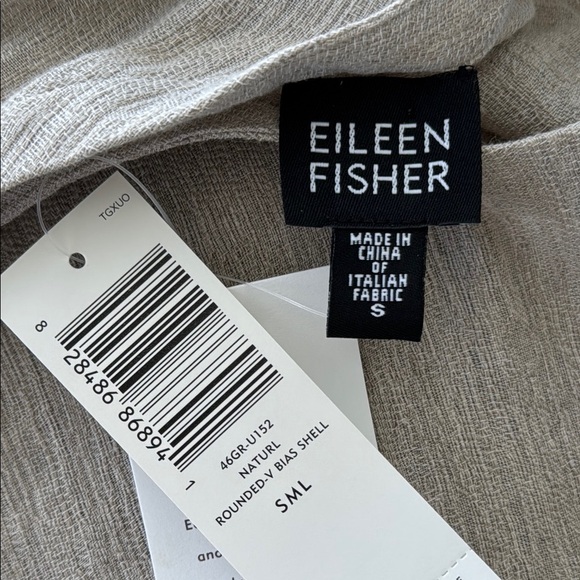 EILEEN
FISHER
MADE IN
CHINA
OF
ITALIAN
FABRIC
S
TGXUO
8 28486 86894 1
46GR-U152
NATURL
ROUNDED-V BIAS SHELL
SML
and